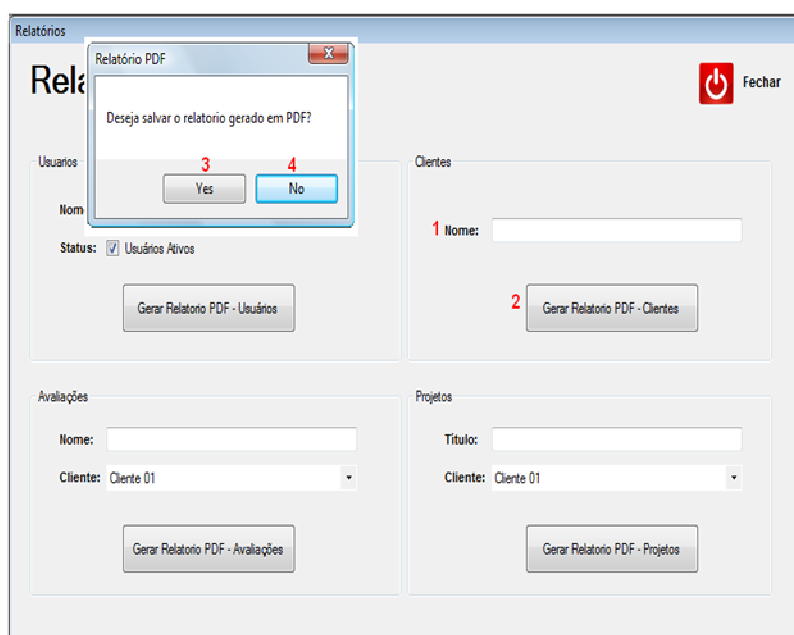 Relatórios
Relatório PDF
Rela
Fechar
Deseja salvar o relatorio gerado em PDF?
3 4
Yes No
Usuarios
Nom
Status: Usuários Ativos
Gerar Relatorio PDF - Usuários
Clientes
1 Nome:
2 Gerar Relatorio PDF - Clientes
Avaliações
Nome:
Cliente: Cliente 01
Gerar Relatorio PDF - Avaliações
Projetos
Título:
Cliente: Cliente 01
Gerar Relatorio PDF - Projetos